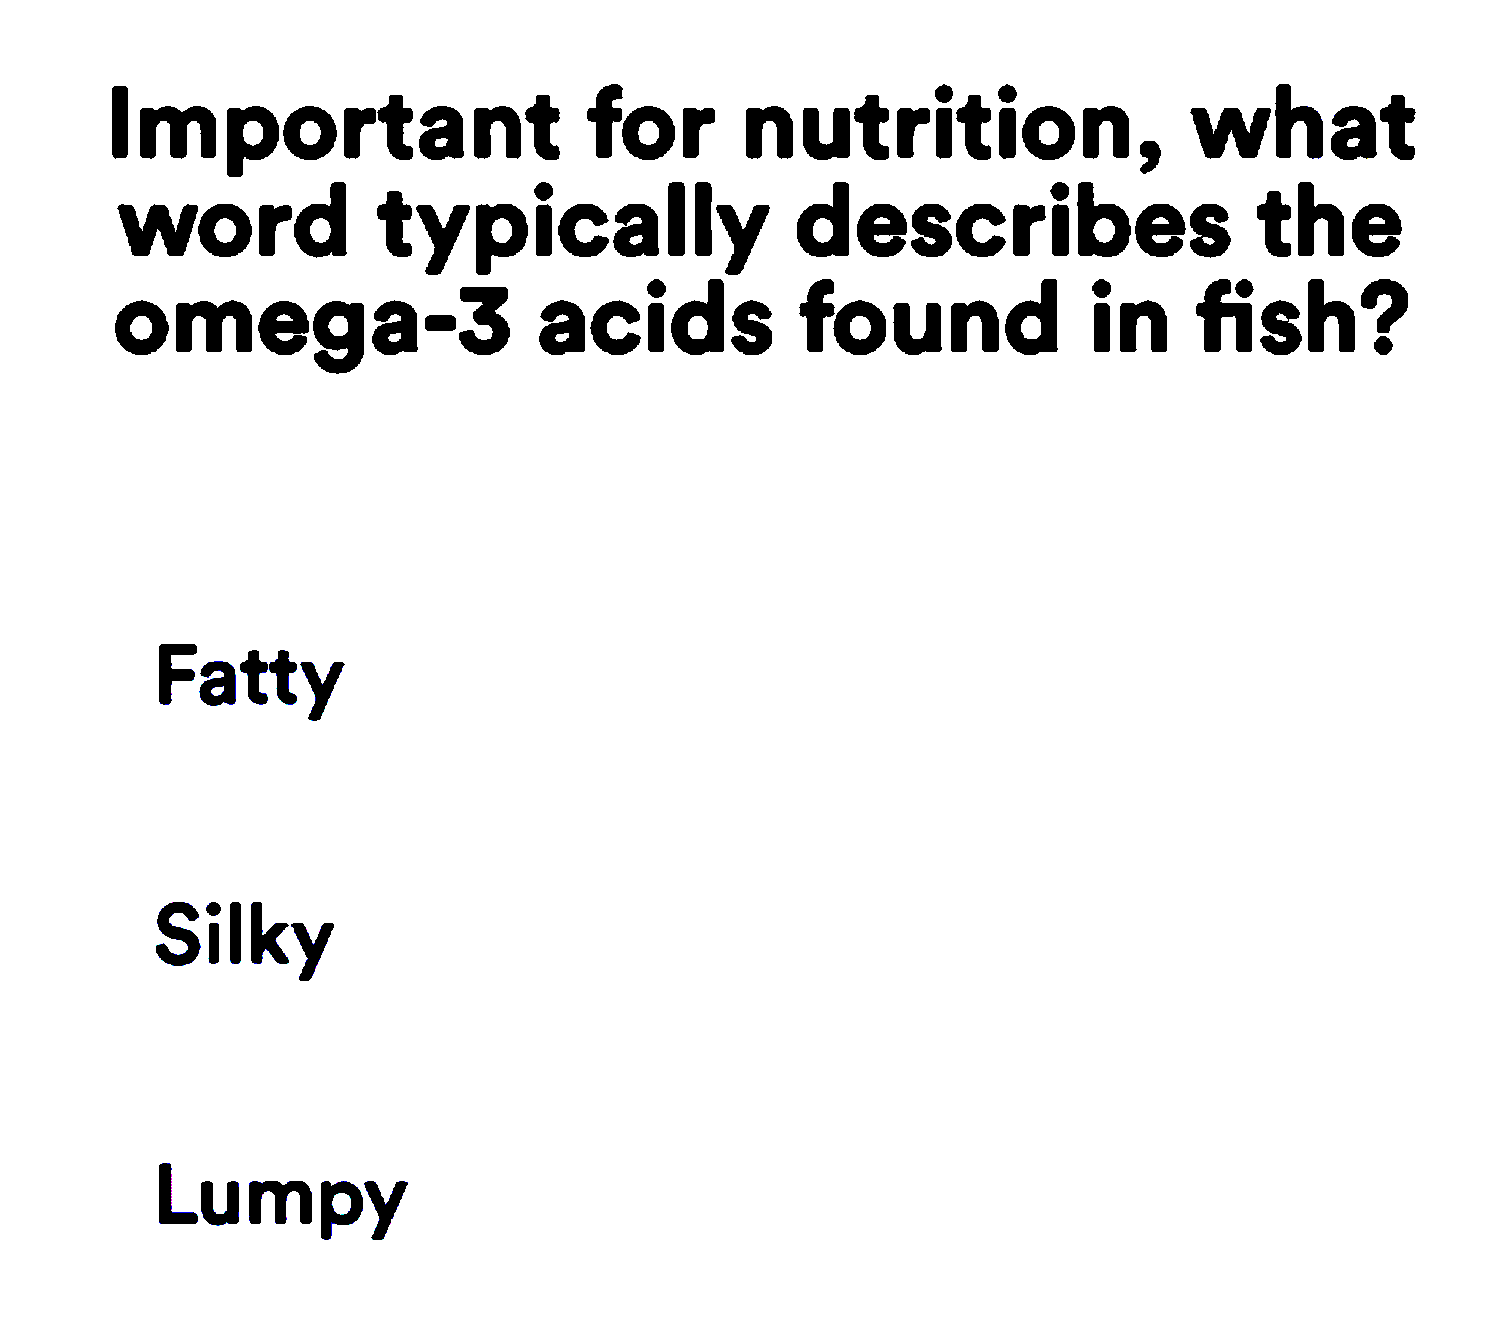 Important for nutrition, what
word typically describes the
omega-3 acids found in fish?
Fatty
Silky
Lumpy